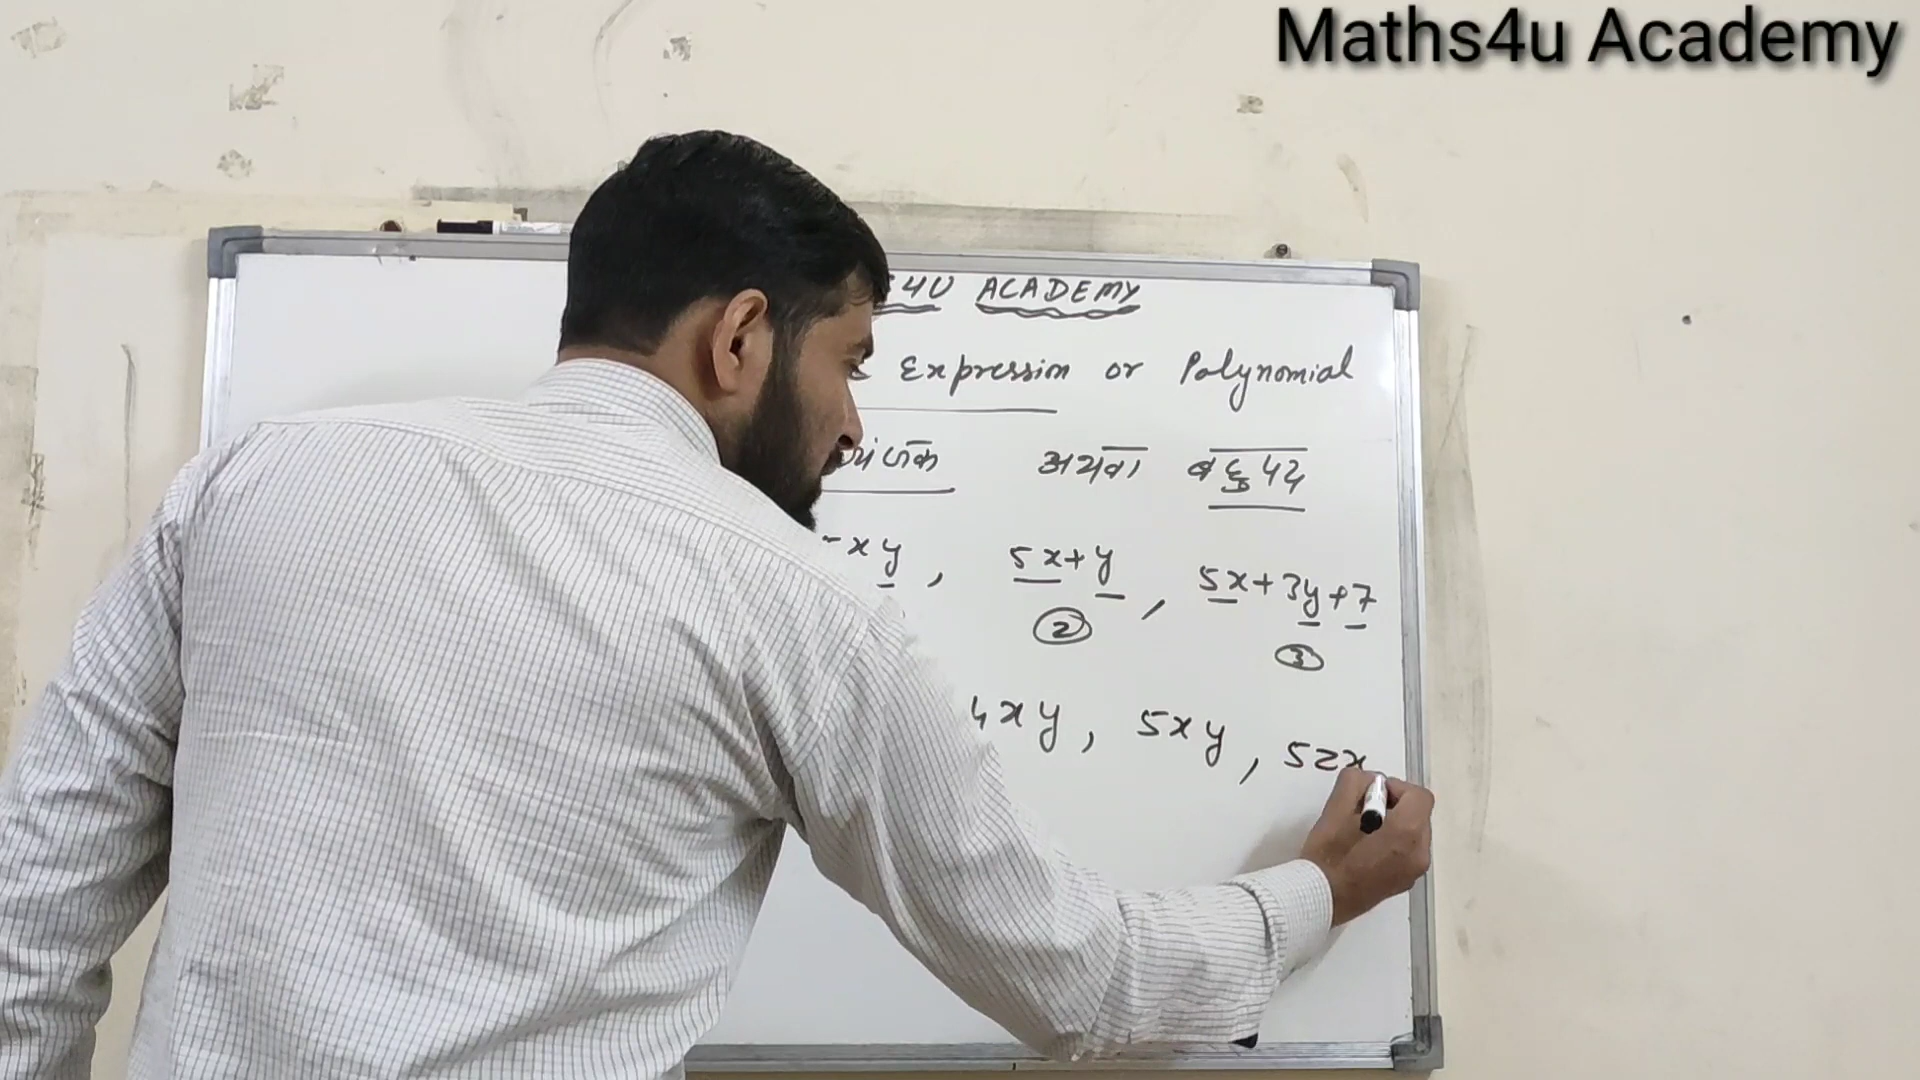 Maths4u Academy
4U ACADEMY
Expression or Polynomial
अथवा बहुपद
xy, 5x+y, 5x+3y+7
2 3
4xy, 5xy, 5zx